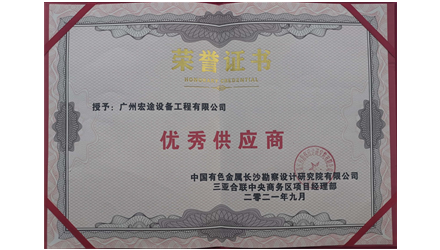 荣誉证书
HONOR CREDENTIAL
授予：广州宏途设备工程有限公司
优秀供应商
中国有色金属长沙勘察设计研究院有限公司
三亚合联中央商务区项目经理部
二零二一年九月